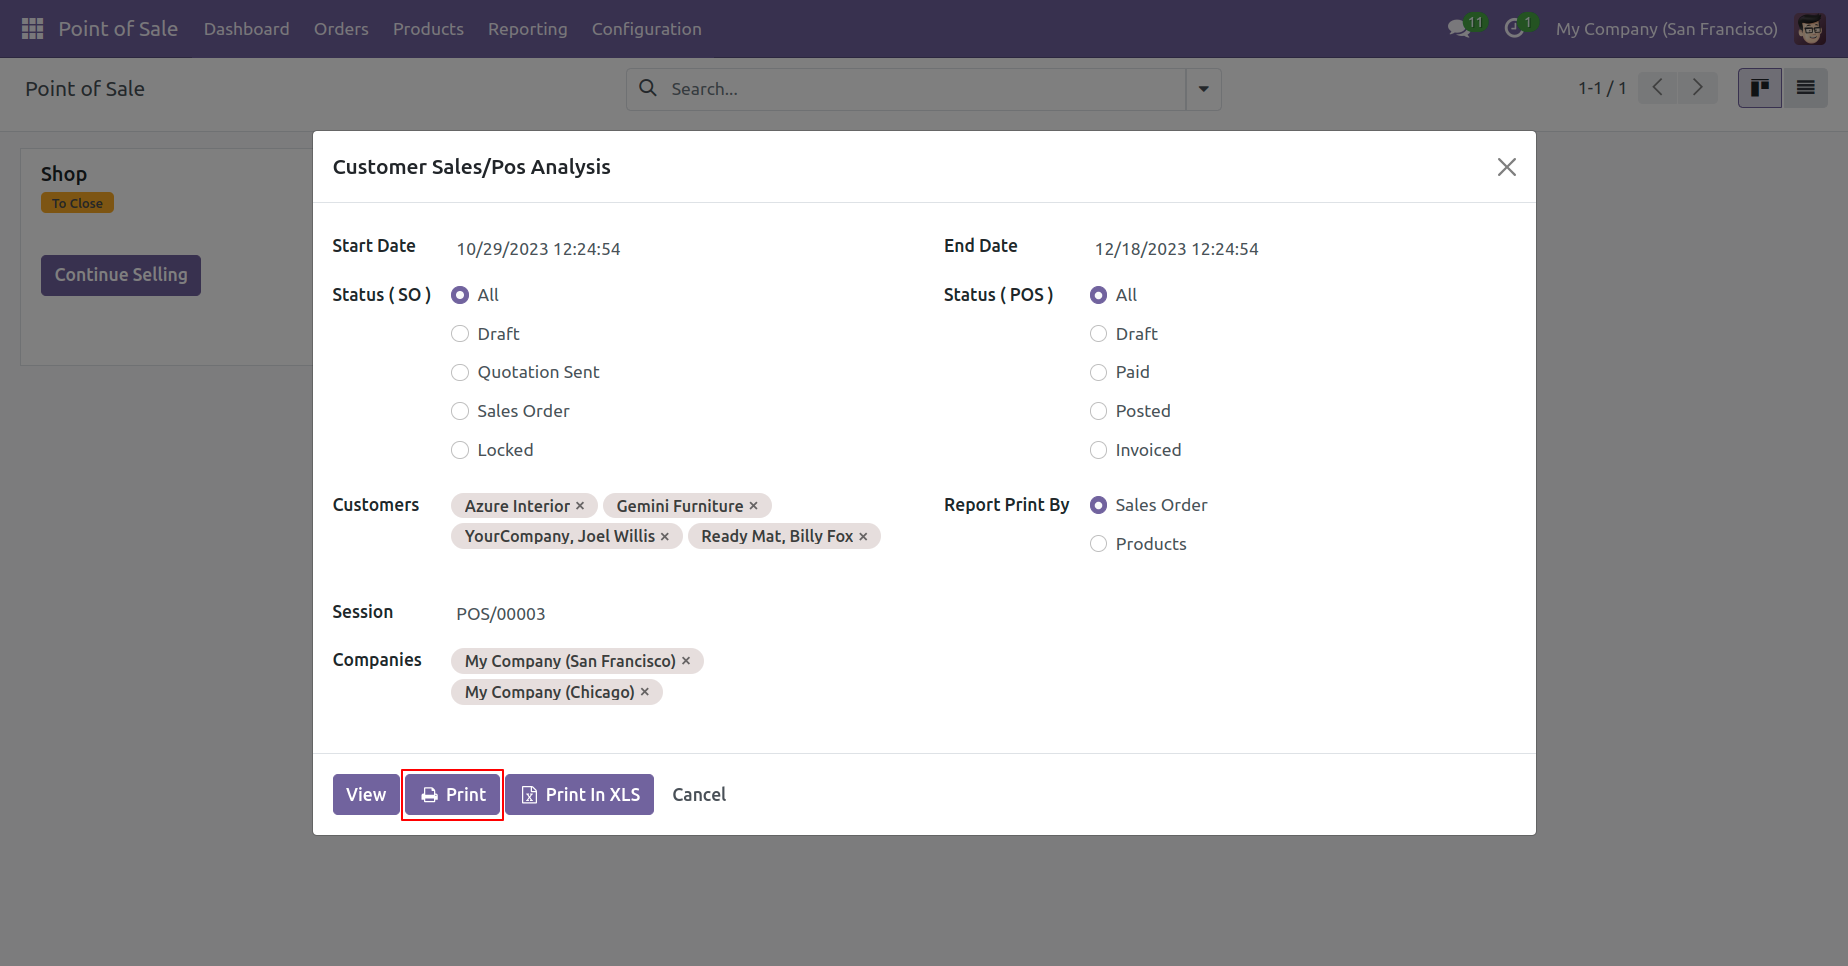 Point of Sale Dashboard Orders Products Reporting Configuration 11 1 My Company (San Francisco)
Point of Sale Search... 1-1 / 1
Shop
To Close
Continue Selling
Customer Sales/Pos Analysis
Start Date 10/29/2023 12:24:54 End Date 12/18/2023 12:24:54
Status ( SO ) All Status ( POS ) All
Draft Draft
Quotation Sent Paid
Sales Order Posted
Locked Invoiced
Customers Azure Interior × Gemini Furniture × Report Print By Sales Order
YourCompany, Joel Willis × Ready Mat, Billy Fox × Products
Session POS/00003
Companies My Company (San Francisco) ×
My Company (Chicago) ×
View Print Print In XLS Cancel